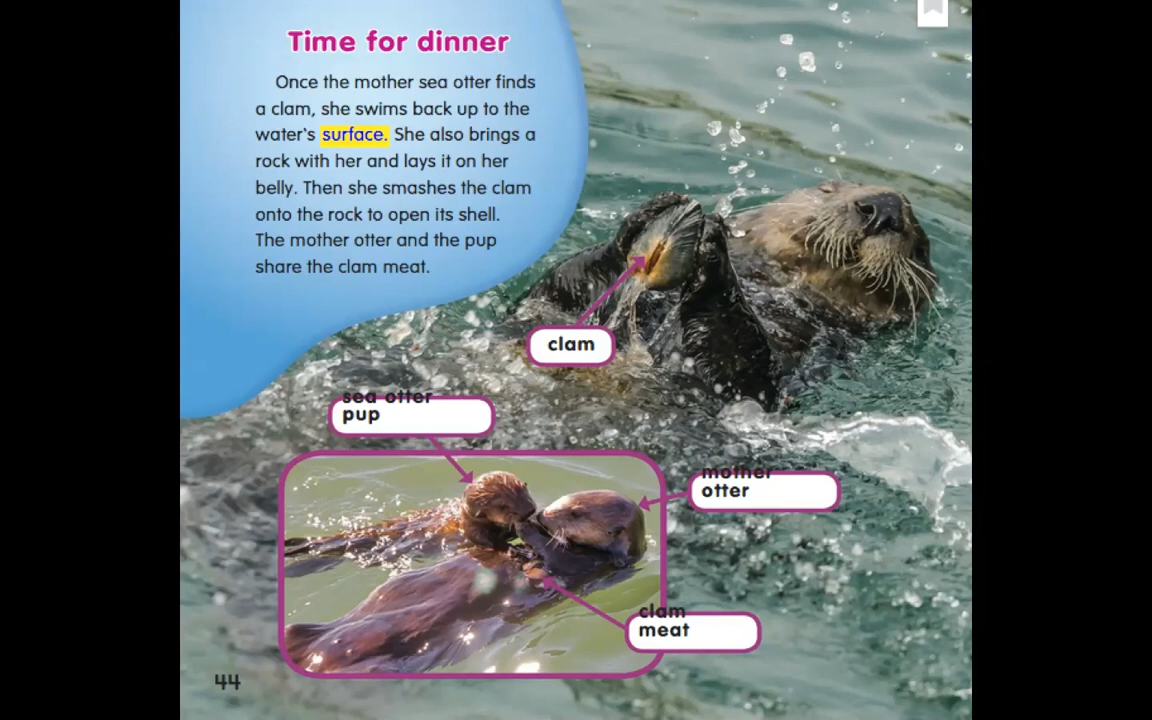 Time for dinner
Once the mother sea otter finds
a clam, she swims back up to the
water's surface. She also brings a
rock with her and lays it on her
belly. Then she smashes the clam
onto the rock to open its shell.
The mother otter and the pup
share the clam meat.
clam
sea otter
pup
mother
otter
clam
meat
44